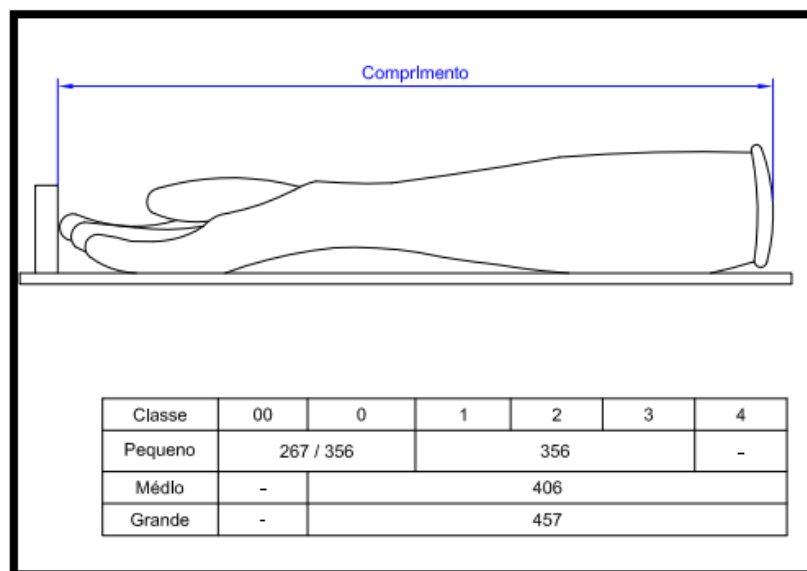 Comprimento
Classe 00 0 1 2 3 4
Pequeno 267 / 356 356 -
Médio - 406
Grande - 457